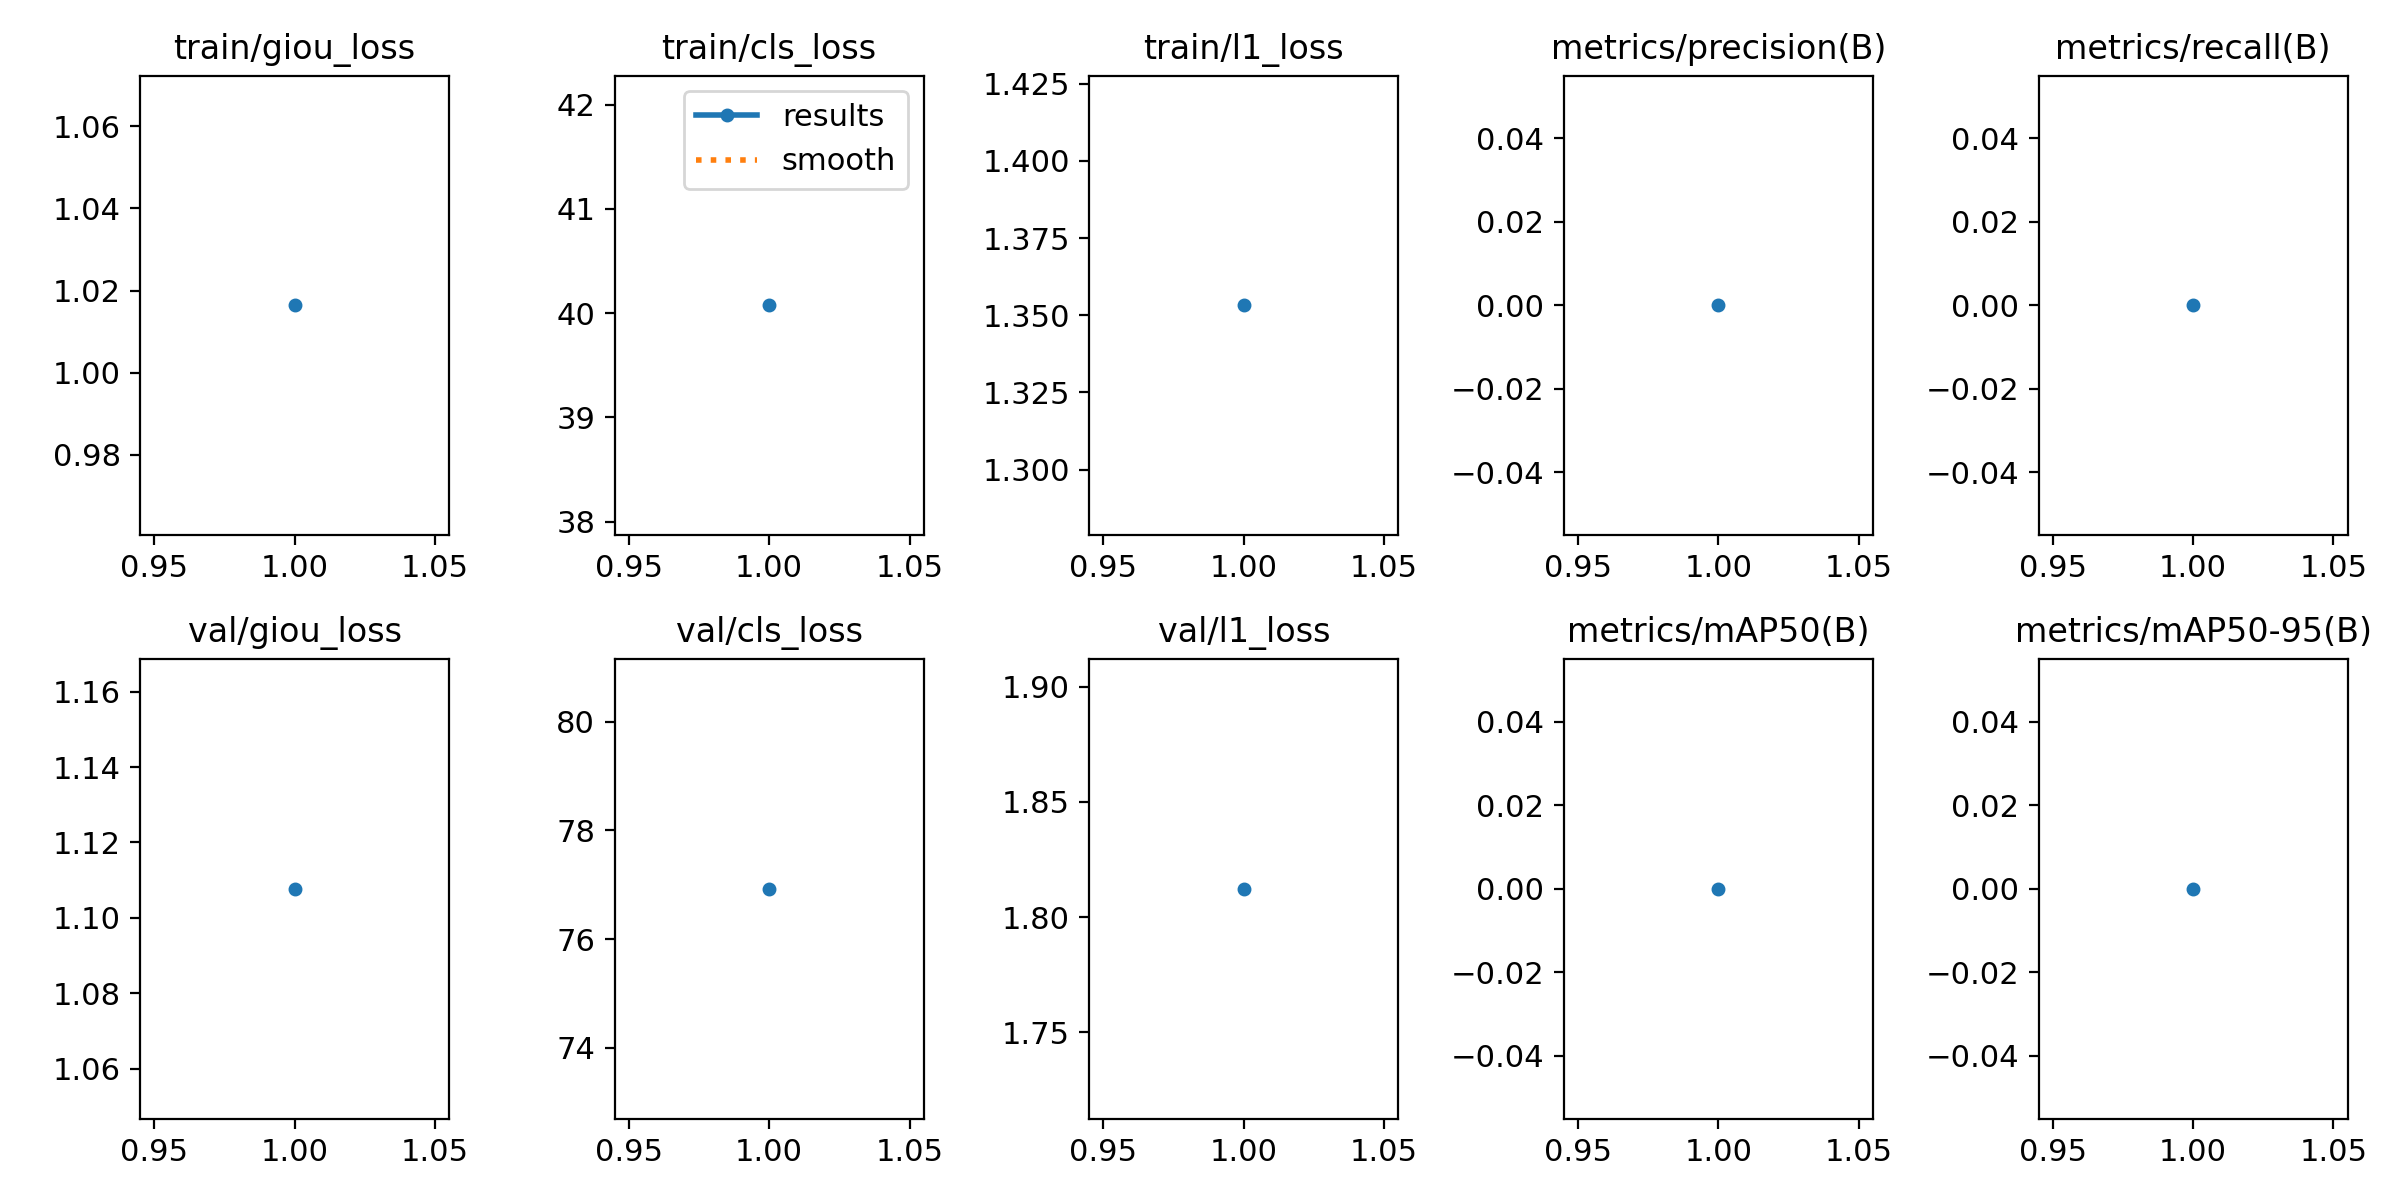 train/giou_loss
1.06
1.04
1.02
1.00
0.98
0.95 1.00 1.05
train/cls_loss
results
smooth
42
41
40
39
38
0.95 1.00 1.05
train/l1_loss
1.425
1.400
1.375
1.350
1.325
1.300
0.95 1.00 1.05
metrics/precision(B)
0.04
0.02
0.00
−0.02
−0.04
0.95 1.00 1.05
metrics/recall(B)
0.04
0.02
0.00
−0.02
−0.04
0.95 1.00 1.05
val/giou_loss
1.16
1.14
1.12
1.10
1.08
1.06
0.95 1.00 1.05
val/cls_loss
80
78
76
74
0.95 1.00 1.05
val/l1_loss
1.90
1.85
1.80
1.75
0.95 1.00 1.05
metrics/mAP50(B)
0.04
0.02
0.00
−0.02
−0.04
0.95 1.00 1.05
metrics/mAP50-95(B)
0.04
0.02
0.00
−0.02
−0.04
0.95 1.00 1.05